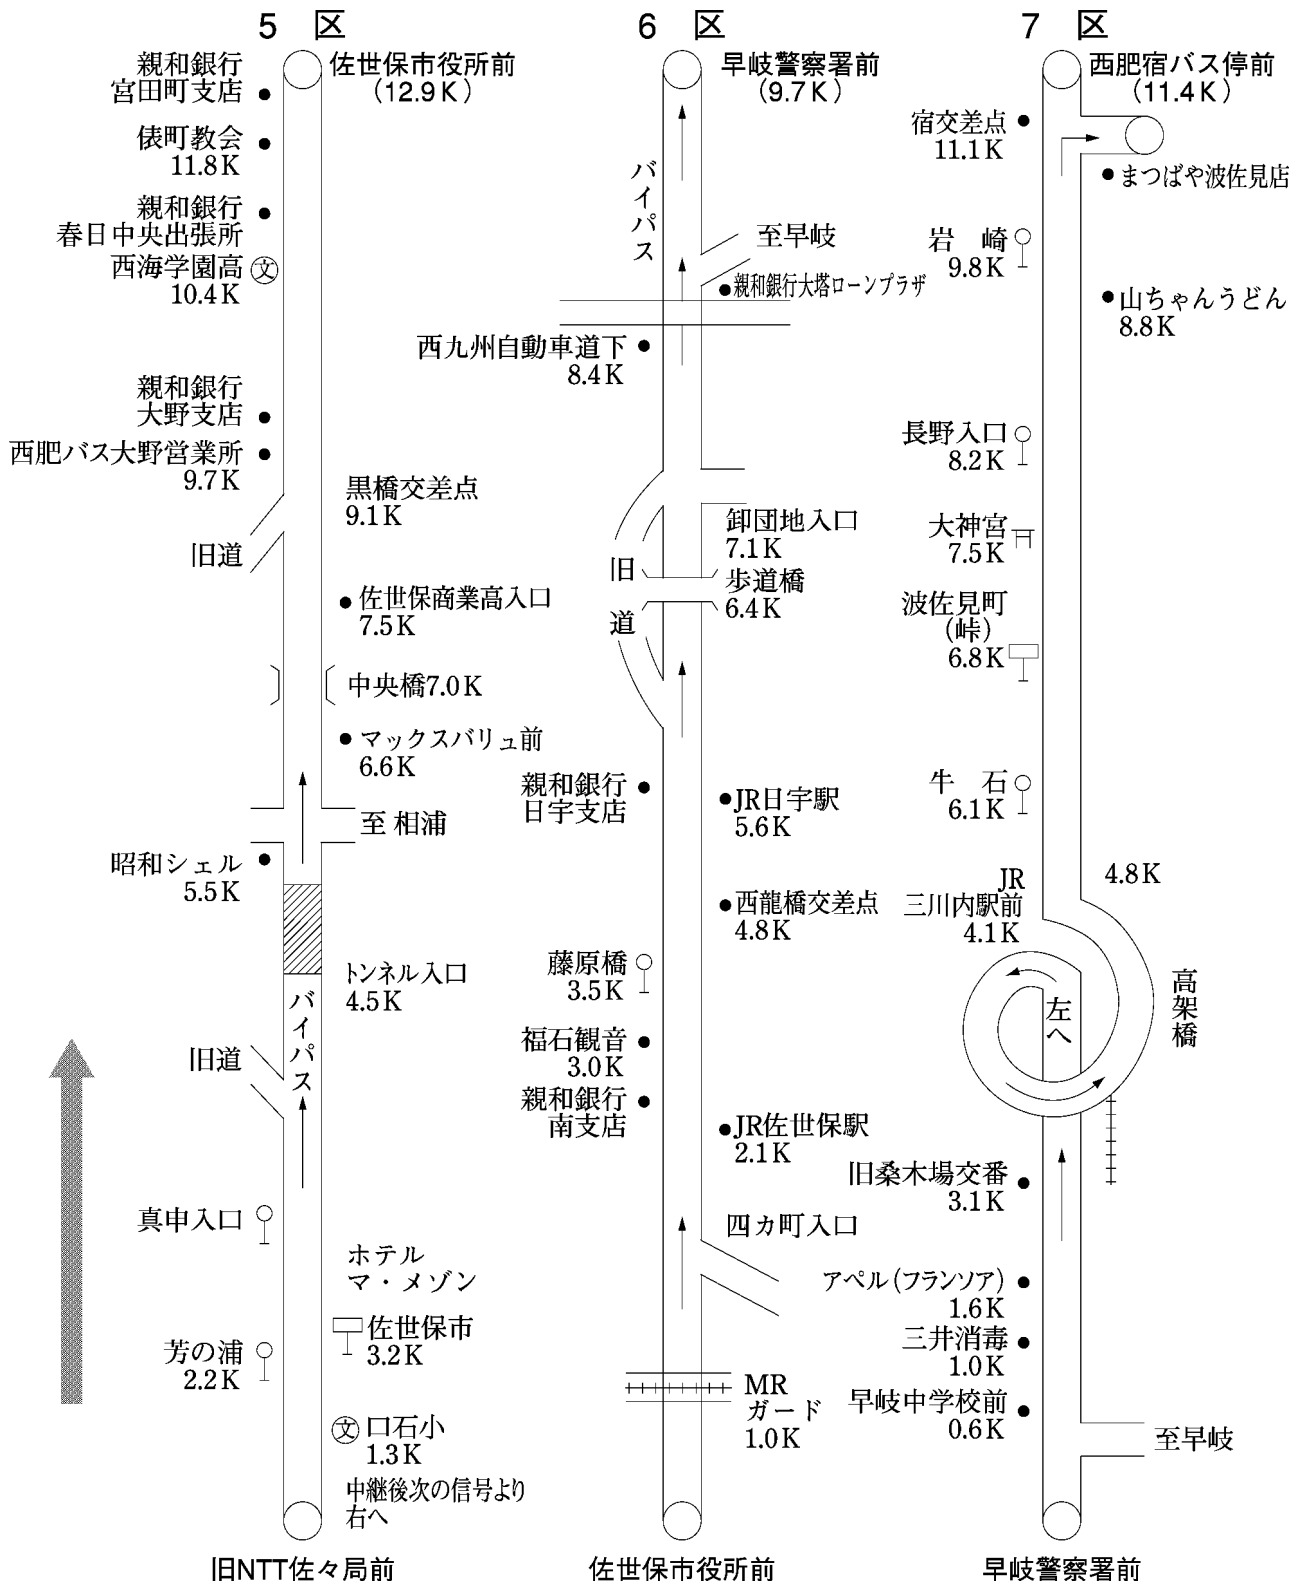 5 区
佐世保市役所前
(12.9K)
親和銀行
宮田町支店
俵町教会
11.8K
親和銀行
春日中央出張所
西海学園高
文
10.4K
親和銀行
大野支店
西肥バス大野営業所
9.7K
黒橋交差点
9.1K
旧道
佐世保商業高入口
7.5K
中央橋7.0K
マックスバリュ前
6.6K
至 相浦
昭和シェル
5.5K
トンネル入口
4.5K
バイパス
旧道
真申入口
ホテル
マ・メゾン
佐世保市
3.2K
芳の浦
2.2K
文
口石小
1.3K
中継後次の信号より
右へ
旧NTT佐々局前
6 区
早岐警察署前
(9.7K)
バイパス
至早岐
親和銀行大塔ローンプラザ
西九州自動車道下
8.4K
卸団地入口
7.1K
旧道
歩道橋
6.4K
親和銀行
日宇支店
JR日宇駅
5.6K
西龍橋交差点
4.8K
藤原橋
3.5K
福石観音
3.0K
親和銀行
南支店
JR佐世保駅
2.1K
四カ町入口
MR
ガード
1.0K
佐世保市役所前
7 区
西肥宿バス停前
(11.4K)
宿交差点
11.1K
まつばや波佐見店
岩 崎
9.8K
山ちゃんうどん
8.8K
長野入口
8.2K
大神宮
7.5K
波佐見町
(峠)
6.8K
牛 石
6.1K
4.8K
JR
三川内駅前
4.1K
高架橋
左へ
旧桑木場交番
3.1K
アペル(フランソア)
1.6K
三井消毒
1.0K
早岐中学校前
0.6K
至早岐
早岐警察署前